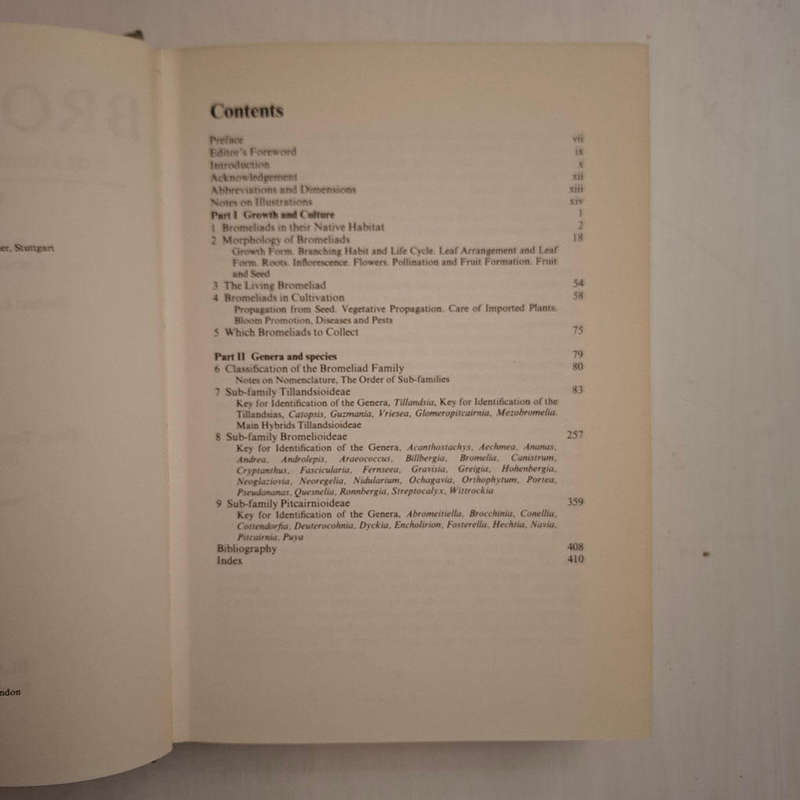 BRO
er, Stuttgart
ndon
Contents
Preface vii
Editor's Foreword ix
Introduction x
Acknowledgement xii
Abbreviations and Dimensions xiii
Notes on Illustrations xiv
Part I Growth and Culture 1
1 Bromeliads in their Native Habitat 2
2 Morphology of Bromeliads 18
Growth Form. Branching Habit and Life Cycle. Leaf Arrangement and Leaf
Form. Roots. Inflorescence. Flowers. Pollination and Fruit Formation. Fruit
and Seed
3 The Living Bromeliad 54
4 Bromeliads in Cultivation 58
Propagation from Seed. Vegetative Propagation. Care of Imported Plants.
Bloom Promotion, Diseases and Pests
5 Which Bromeliads to Collect 75
Part II Genera and species 79
6 Classification of the Bromeliad Family 80
Notes on Nomenclature, The Order of Sub-families
7 Sub-family Tillandsioideae 83
Key for Identification of the Genera, Tillandsia, Key for Identification of the
Tillandsias, Catopsis, Guzmania, Vriesea, Glomeropitcairnia, Mezobromelia.
Main Hybrids Tillandsioideae
8 Sub-family Bromelioideae 257
Key for Identification of the Genera, Acanthostachys, Aechmea, Ananas,
Andrea, Androlepis, Araeococcus, Billbergia, Bromelia, Canistrum,
Cryptanthus, Fascicularia, Fernseea, Gravisia, Greigia, Hohenbergia,
Neoglaziovia, Neoregelia, Nidularium, Ochagavia, Orthophytum, Portea,
Pseudananas, Quesnelia, Ronnbergia, Streptocalyx, Wittrockia
9 Sub-family Pitcairnioideae 359
Key for Identification of the Genera, Abromeitiella, Brocchinia, Conellia,
Cottendorfia, Deuterocohnia, Dyckia, Encholirion, Fosterella, Hechtia, Navia,
Pitcairnia, Puya
Bibliography 408
Index 410